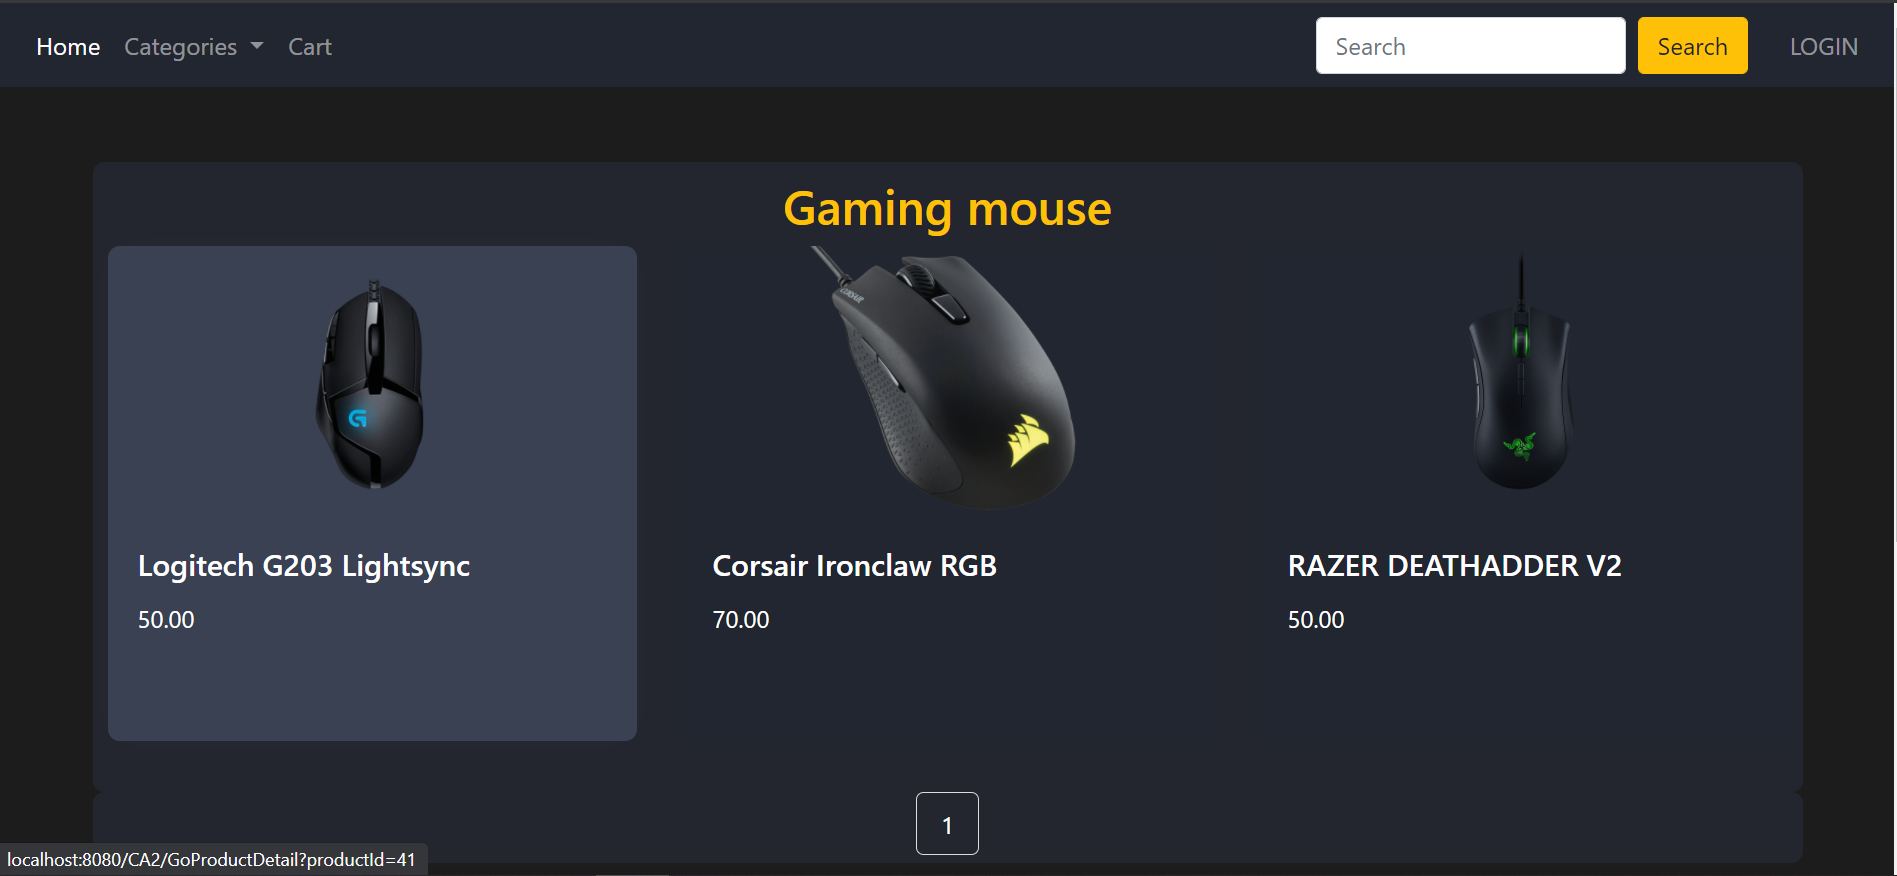 Home Categories Cart Search Search LOGIN
Gaming mouse
CORSAIR
Logitech G203 Lightsync Corsair Ironclaw RGB RAZER DEATHADDER V2
50.00 70.00 50.00
1
localhost:8080/CA2/GoProductDetail?productId=41